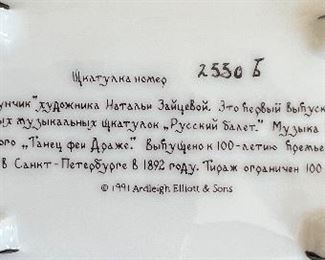 Шкатулка номер 2550 Б
унчик" художника Натальи Зайцевой. Это первый выпуск
ых музыкальных шкатулок „Русский балет." Музыка
ого „Танец феи Драже." Выпущено к 100-летию премье
в Санкт-Петербурге в 1892 году. Тираж ограничен 100
© 1991 Ardleigh Elliott & Sons